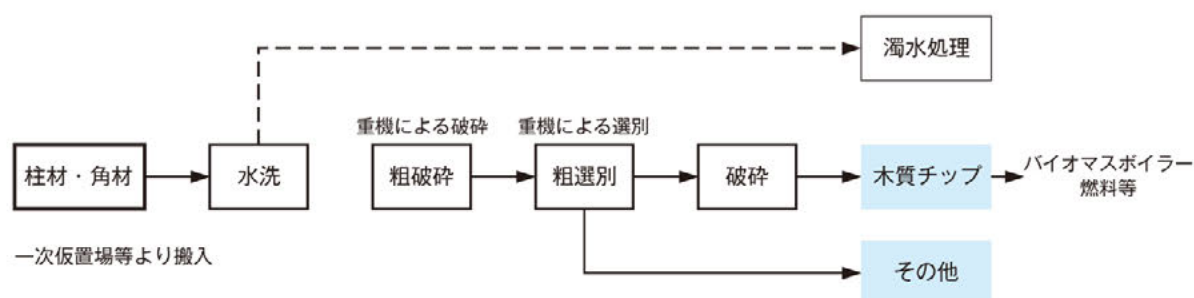 濁水処理
重機による破砕
重機による選別
柱材・角材
水洗
粗破砕
粗選別
破砕
木質チップ
バイオマスボイラー
燃料等
一次仮置場等より搬入
その他